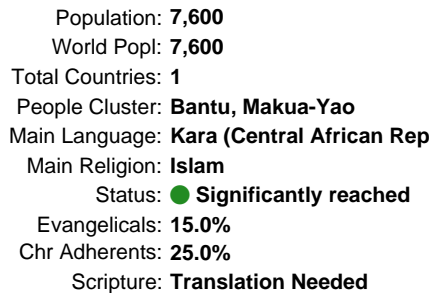 Population: 7,600
World Popl: 7,600
Total Countries: 1
People Cluster: Bantu, Makua-Yao
Main Language: Kara (Central African Rep
Main Religion: Islam
Status: Significantly reached
Evangelicals: 15.0%
Chr Adherents: 25.0%
Scripture: Translation Needed